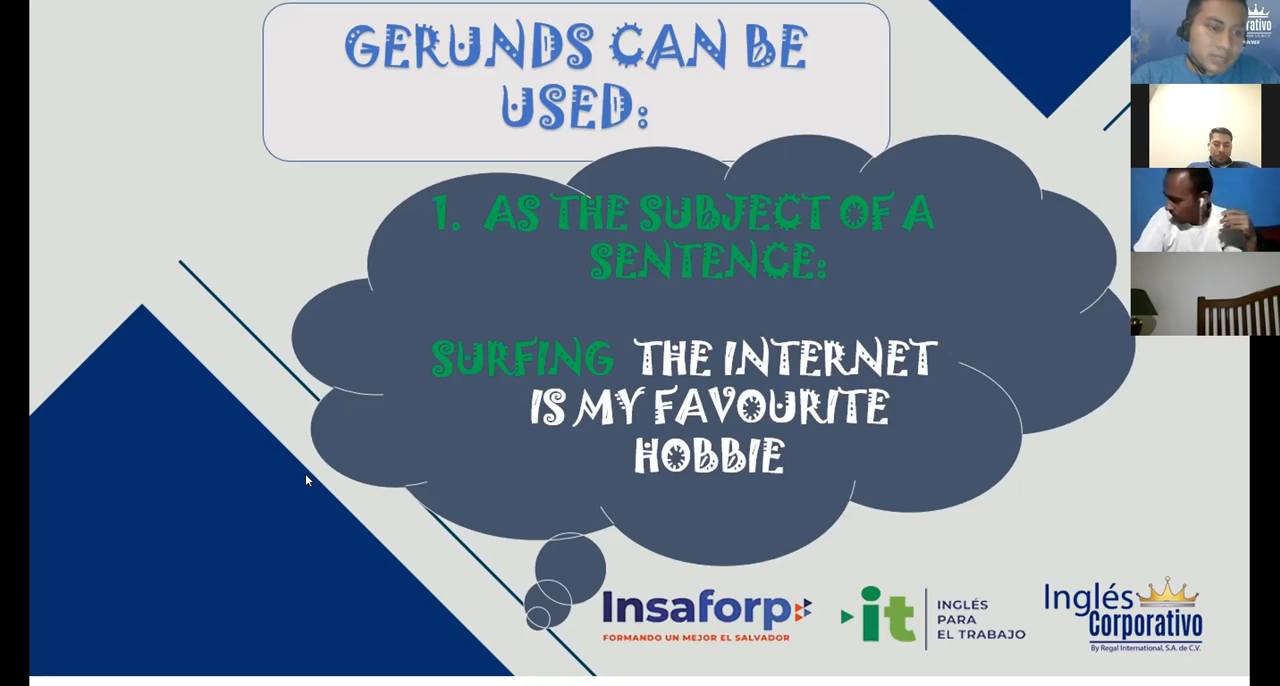 GERUNDS CAN BE
USED:
1. AS THE SUBJECT OF A
SENTENCE:
SURFING THE INTERNET
IS MY FAVOURITE
HOBBIE
Insaforp
FORMANDO UN MEJOR EL SALVADOR
it
INGLÉS
PARA
EL TRABAJO
Inglés
Corporativo
By Regal International, S.A. de C.V.
rativo